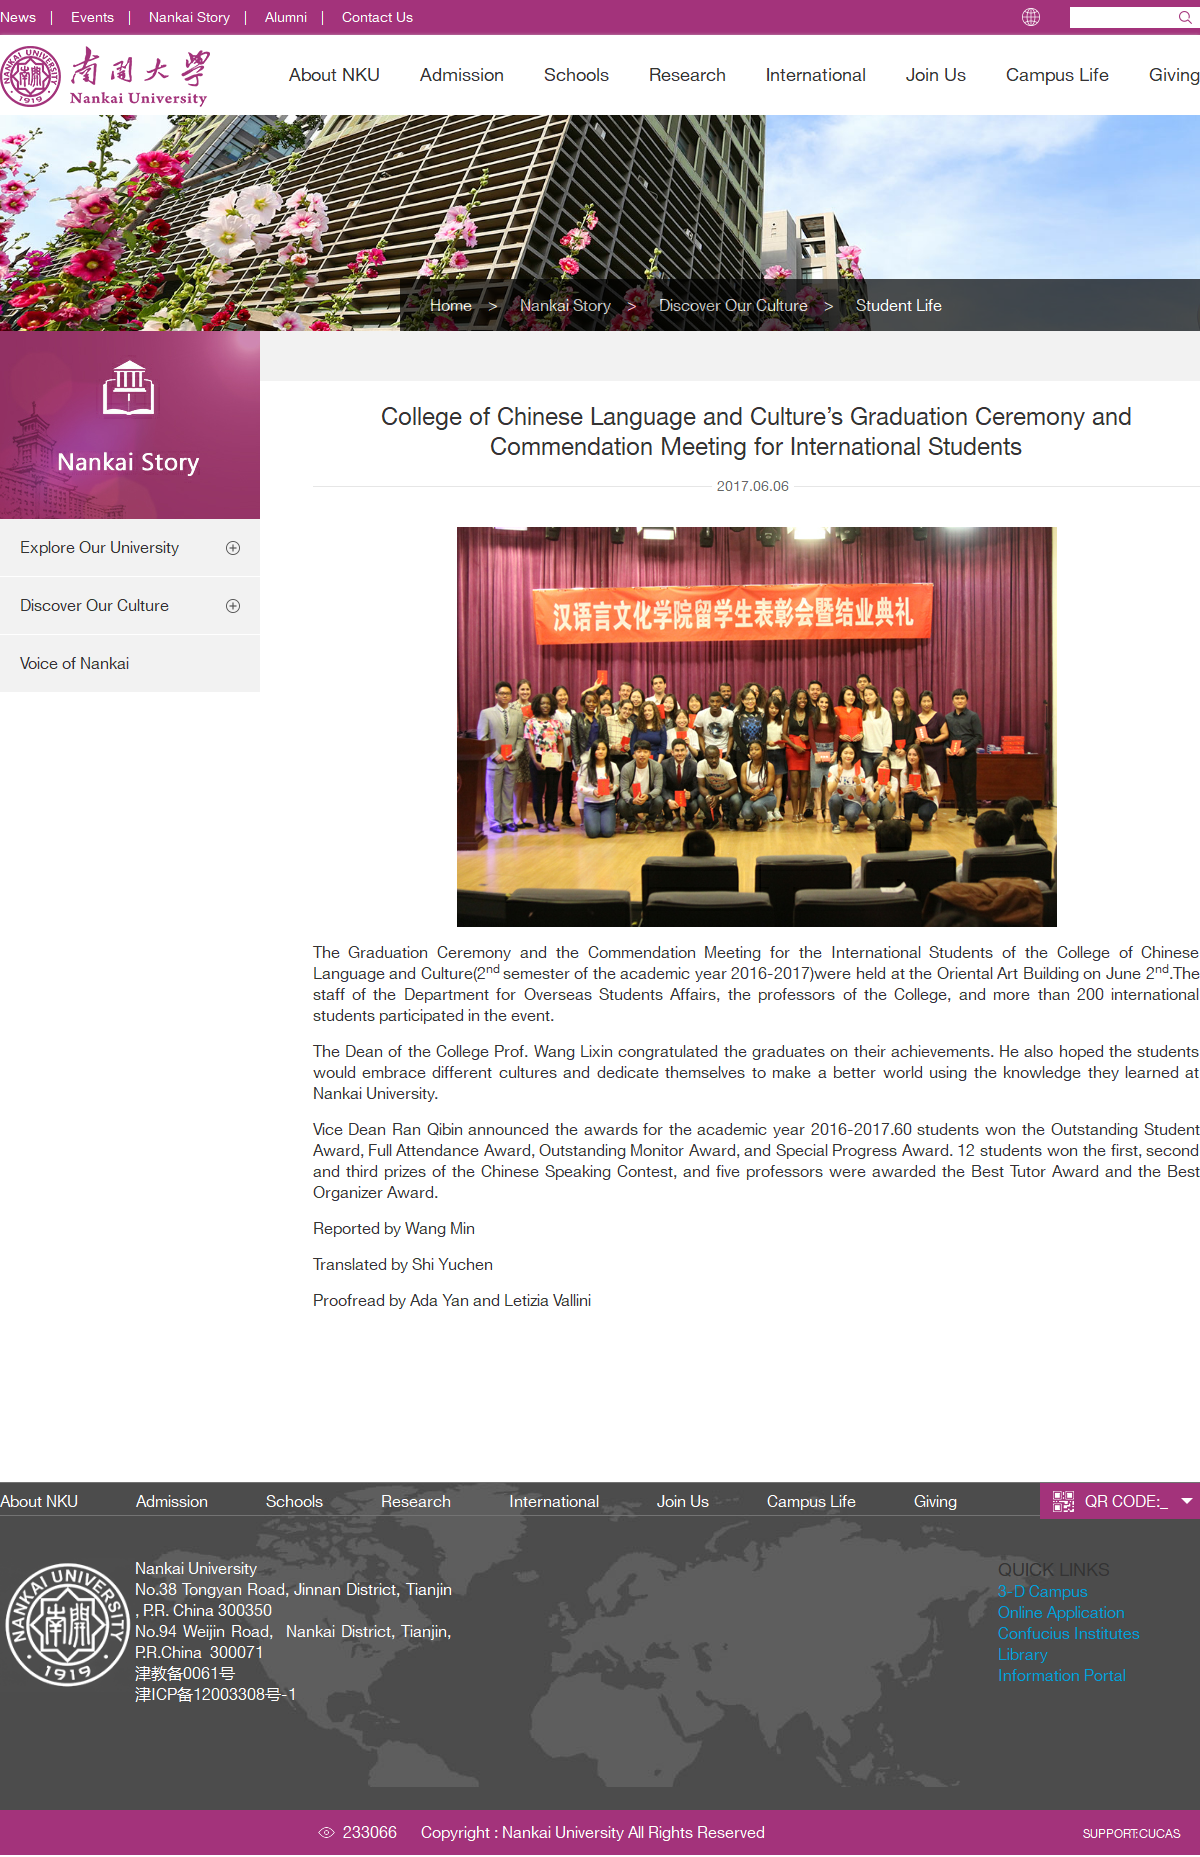 News | Events | Nankai Story | Alumni | Contact Us
南開大學
Nankai University
NANKAI UNIVERSITY
南開
1919
About NKU Admission Schools Research International Join Us Campus Life Giving
Home > Nankai Story > Discover Our Culture > Student Life
Nankai Story
Explore Our University
Discover Our Culture
Voice of Nankai
College of Chinese Language and Culture’s Graduation Ceremony and
Commendation Meeting for International Students
2017.06.06
汉语言文化学院留学生表彰会暨结业典礼
The Graduation Ceremony and the Commendation Meeting for the International Students of the College of Chinese
Language and Culture(2nd semester of the academic year 2016-2017)were held at the Oriental Art Building on June 2nd.The
staff of the Department for Overseas Students Affairs, the professors of the College, and more than 200 international
students participated in the event.
The Dean of the College Prof. Wang Lixin congratulated the graduates on their achievements. He also hoped the students
would embrace different cultures and dedicate themselves to make a better world using the knowledge they learned at
Nankai University.
Vice Dean Ran Qibin announced the awards for the academic year 2016-2017.60 students won the Outstanding Student
Award, Full Attendance Award, Outstanding Monitor Award, and Special Progress Award. 12 students won the first, second
and third prizes of the Chinese Speaking Contest, and five professors were awarded the Best Tutor Award and the Best
Organizer Award.
Reported by Wang Min
Translated by Shi Yuchen
Proofread by Ada Yan and Letizia Vallini
About NKU Admission Schools Research International Join Us Campus Life Giving
QR CODE:_
NANKAI UNIVERSITY
南開
1919
Nankai University
No.38 Tongyan Road, Jinnan District, Tianjin
, P.R. China 300350
No.94 Weijin Road, Nankai District, Tianjin,
P.R.China 300071
津教备0061号
津ICP备12003308号-1
QUICK LINKS
3-D Campus
Online Application
Confucius Institutes
Library
Information Portal
233066 Copyright : Nankai University All Rights Reserved
SUPPORT:CUCAS